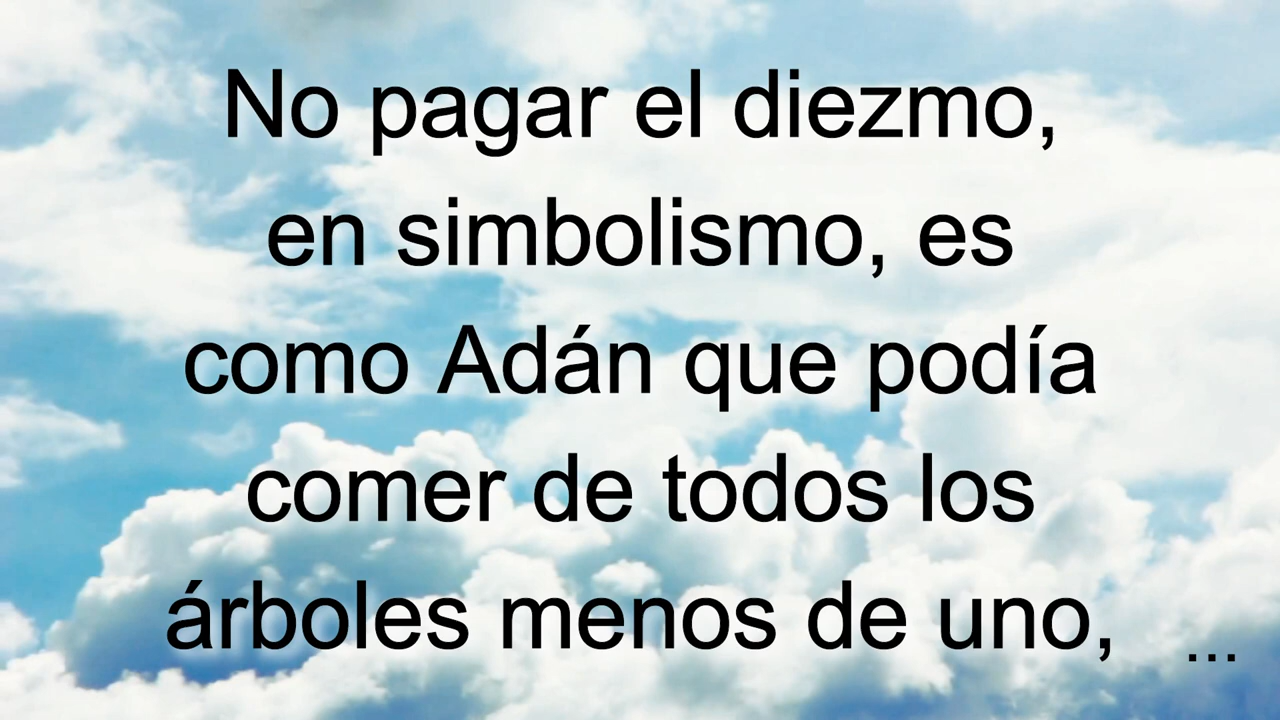 No pagar el diezmo,
en simbolismo, es
como Adán que podía
comer de todos los
árboles menos de uno, ...